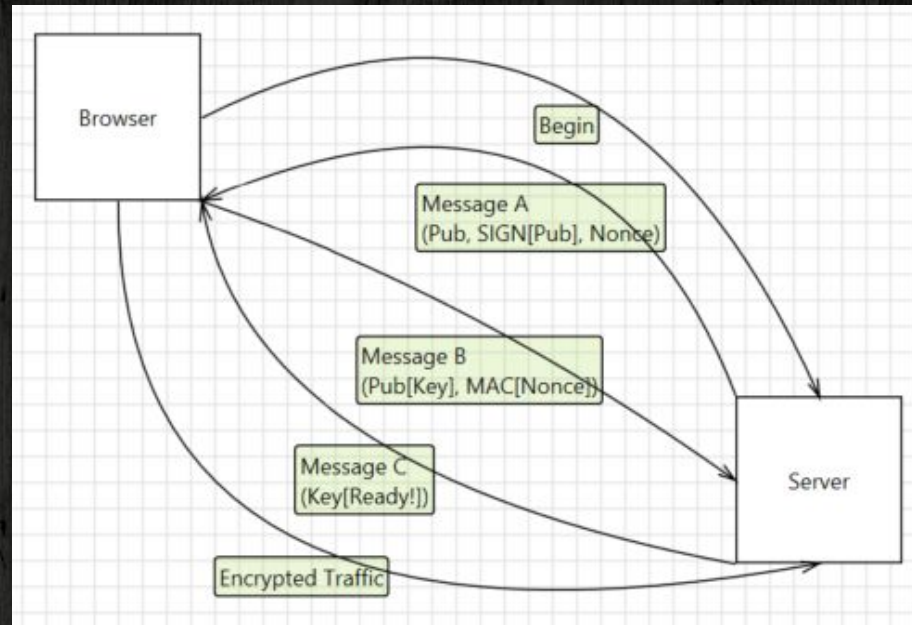 Browser
Begin
Message A
(Pub, SIGN[Pub], Nonce)
Message B
(Pub[Key], MAC[Nonce])
Message C
(Key[Ready!])
Server
Encrypted Traffic